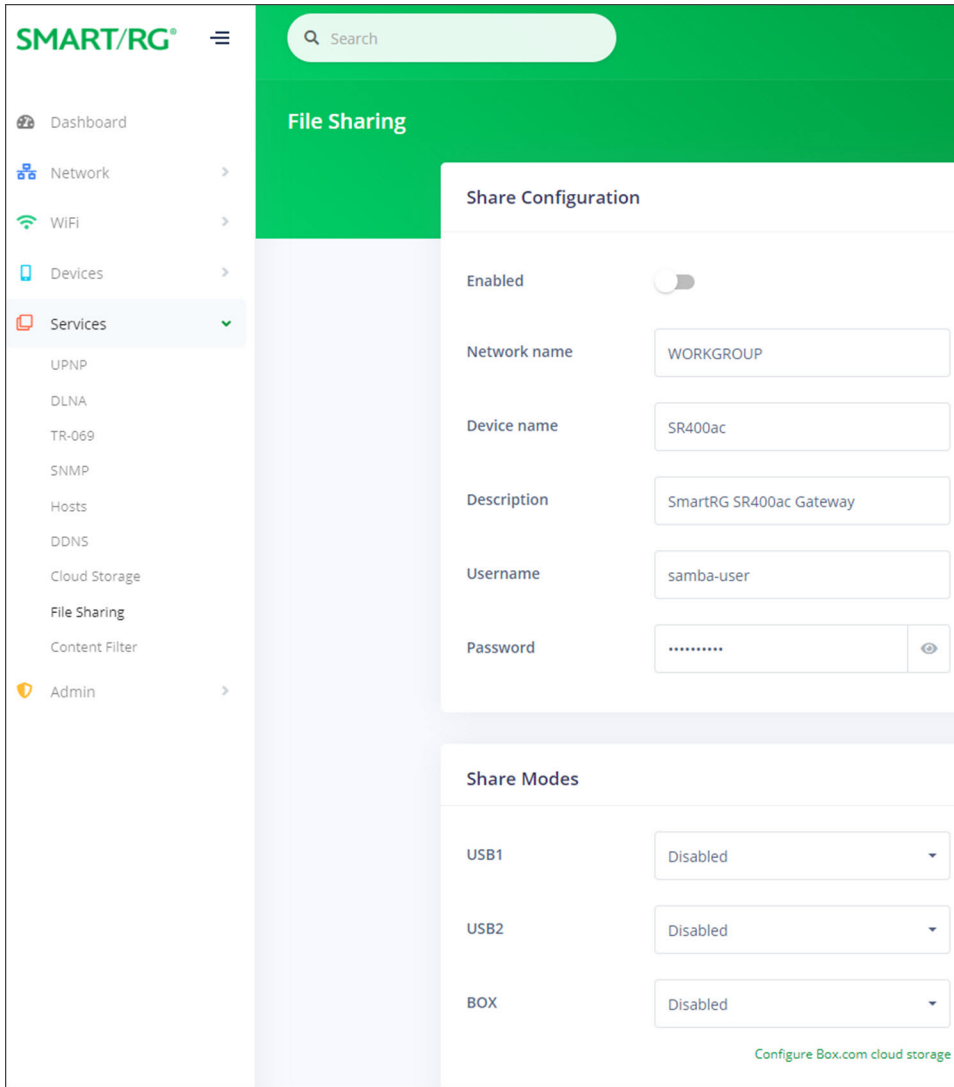 SMART/RG®
Search
Dashboard
Network
WiFi
Devices
Services
UPNP
DLNA
TR-069
SNMP
Hosts
DDNS
Cloud Storage
File Sharing
Content Filter
Admin
File Sharing
Share Configuration
Enabled
Network name WORKGROUP
Device name SR400ac
Description SmartRG SR400ac Gateway
Username samba-user
Password ••••••••••
Share Modes
USB1 Disabled
USB2 Disabled
BOX Disabled
Configure Box.com cloud storage